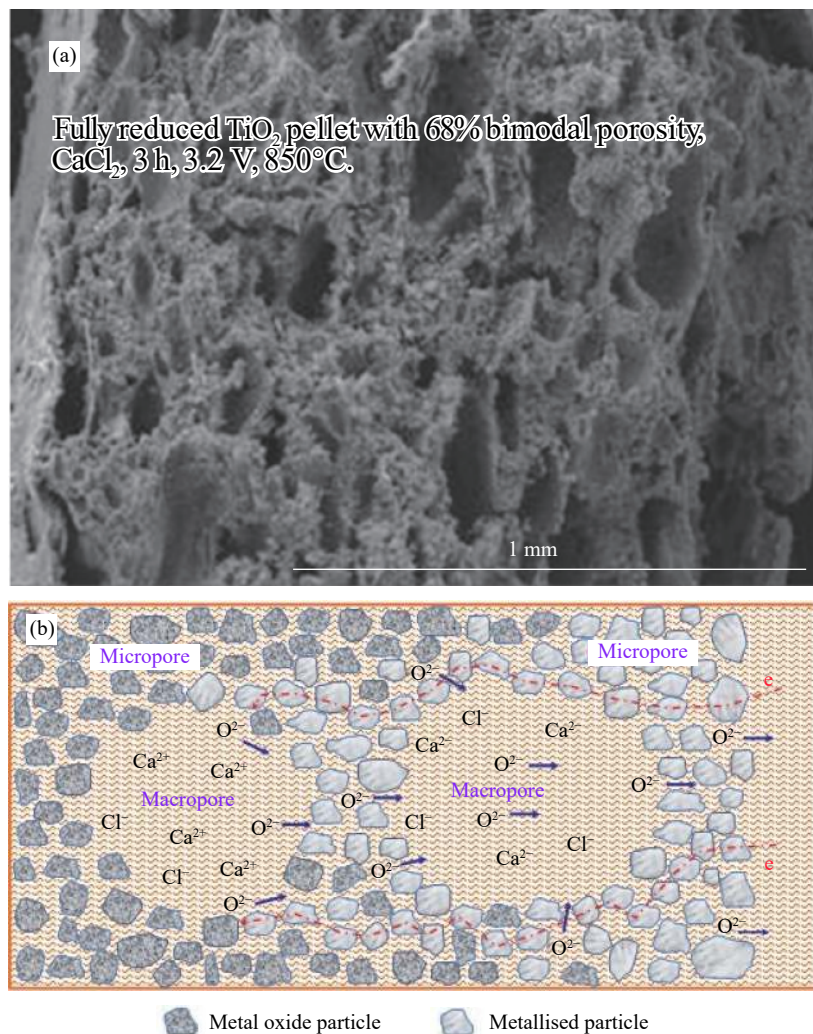 (a)
Fully reduced TiO₂ pellet with 68% bimodal porosity,
CaCl₂, 3 h, 3.2 V, 850°C.
1 mm
(b)
Micropore
Micropore
O²⁻
e
Cl⁻
O²⁻
Ca²⁻
Ca²⁻
O²⁻
Ca²⁺
Ca²⁺
O²⁻
O²⁻
Macropore
O²⁻
Macropore
Cl⁻
O²⁻
Cl⁻
O²⁻
Ca²⁺
Cl⁻
Ca²⁺
O²⁻
Ca²⁻
Cl⁻
e
Cl⁻
O²⁻
O²⁻
O²⁻
Metal oxide particle
Metallised particle